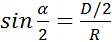 sin α/2 = D/2 / R